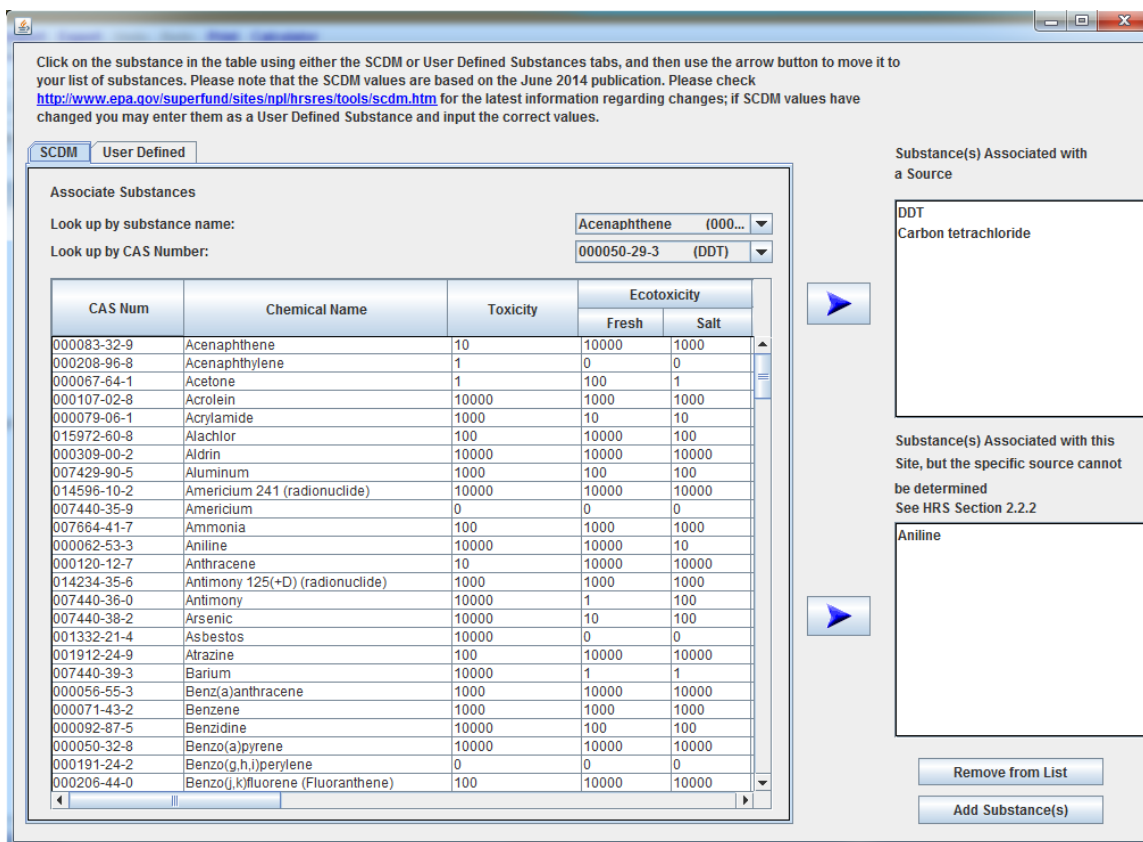 Click on the substance in the table using either the SCDM or User Defined Substances tabs, and then use the arrow button to move it to
your list of substances. Please note that the SCDM values are based on the June 2014 publication. Please check
http://www.epa.gov/superfund/sites/npl/hrsres/tools/scdm.htm for the latest information regarding changes; if SCDM values have
changed you may enter them as a User Defined Substance and input the correct values.
SCDM User Defined
Associate Substances
Look up by substance name: Acenaphthene (000...
Look up by CAS Number: 000050-29-3 (DDT)
CAS Num Chemical Name Toxicity Ecotoxicity
Fresh Salt
000083-32-9 Acenaphthene 10 10000 1000
000208-96-8 Acenaphthylene 1 0 0
000067-64-1 Acetone 1 100 1
000107-02-8 Acrolein 10000 1000 1000
000079-06-1 Acrylamide 1000 10 10
015972-60-8 Alachlor 100 10000 100
000309-00-2 Aldrin 10000 10000 10000
007429-90-5 Aluminum 1000 100 100
014596-10-2 Americium 241 (radionuclide) 10000 10000 10000
007440-35-9 Americium 0 0 0
007664-41-7 Ammonia 100 1000 1000
000062-53-3 Aniline 10000 10000 10
000120-12-7 Anthracene 10 10000 10000
014234-35-6 Antimony 125(+D) (radionuclide) 1000 1000 1000
007440-36-0 Antimony 10000 1 100
007440-38-2 Arsenic 10000 10 100
001332-21-4 Asbestos 10000 0 0
001912-24-9 Atrazine 100 10000 10000
007440-39-3 Barium 10000 1 1
000056-55-3 Benz(a)anthracene 1000 10000 10000
000071-43-2 Benzene 1000 1000 1000
000092-87-5 Benzidine 10000 100 100
000050-32-8 Benzo(a)pyrene 10000 10000 10000
000191-24-2 Benzo(g,h,i)perylene 0 0 0
000206-44-0 Benzo(j,k)fluorene (Fluoranthene) 100 10000 10000
Substance(s) Associated with
a Source
DDT
Carbon tetrachloride
Substance(s) Associated with this
Site, but the specific source cannot
be determined
See HRS Section 2.2.2
Aniline
Remove from List
Add Substance(s)